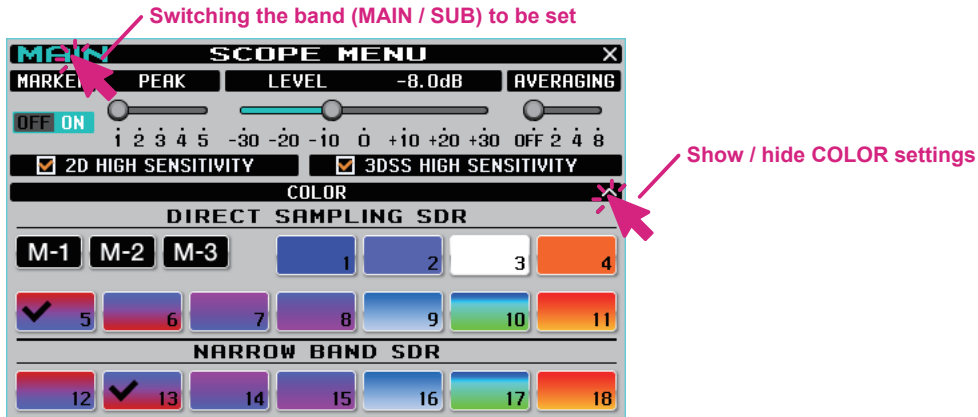 Switching the band (MAIN / SUB) to be set
MAIN SCOPE MENU ×
MARKER PEAK LEVEL -8.0dB AVERAGING
OFF ON
1 2 3 4 5 -30 -20 -10 0 +10 +20 +30 OFF 2 4 8
2D HIGH SENSITIVITY 3DSS HIGH SENSITIVITY
Show / hide COLOR settings
COLOR
DIRECT SAMPLING SDR
M-1 M-2 M-3 1 2 3 4
5 6 7 8 9 10 11
NARROW BAND SDR
12 13 14 15 16 17 18